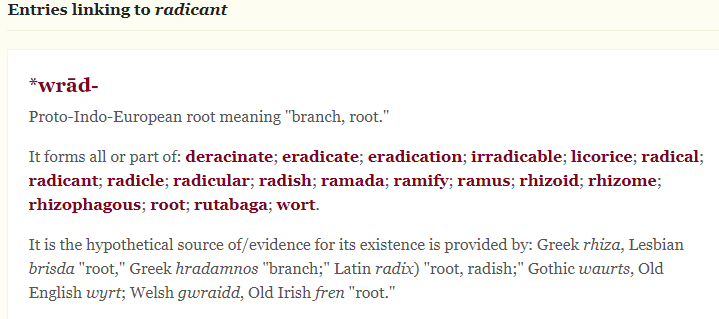 Entries linking to radicant
*wrād-
Proto-Indo-European root meaning "branch, root."
It forms all or part of: deracinate; eradicate; eradication; irradicable; licorice; radical;
radicant; radicle; radicular; radish; ramada; ramify; ramus; rhizoid; rhizome;
rhizophagous; root; rutabaga; wort.
It is the hypothetical source of/evidence for its existence is provided by: Greek rhiza, Lesbian
brisda "root," Greek hradamnos "branch;" Latin radix) "root, radish;" Gothic waurts, Old
English wyrt; Welsh gwraidd, Old Irish fren "root."